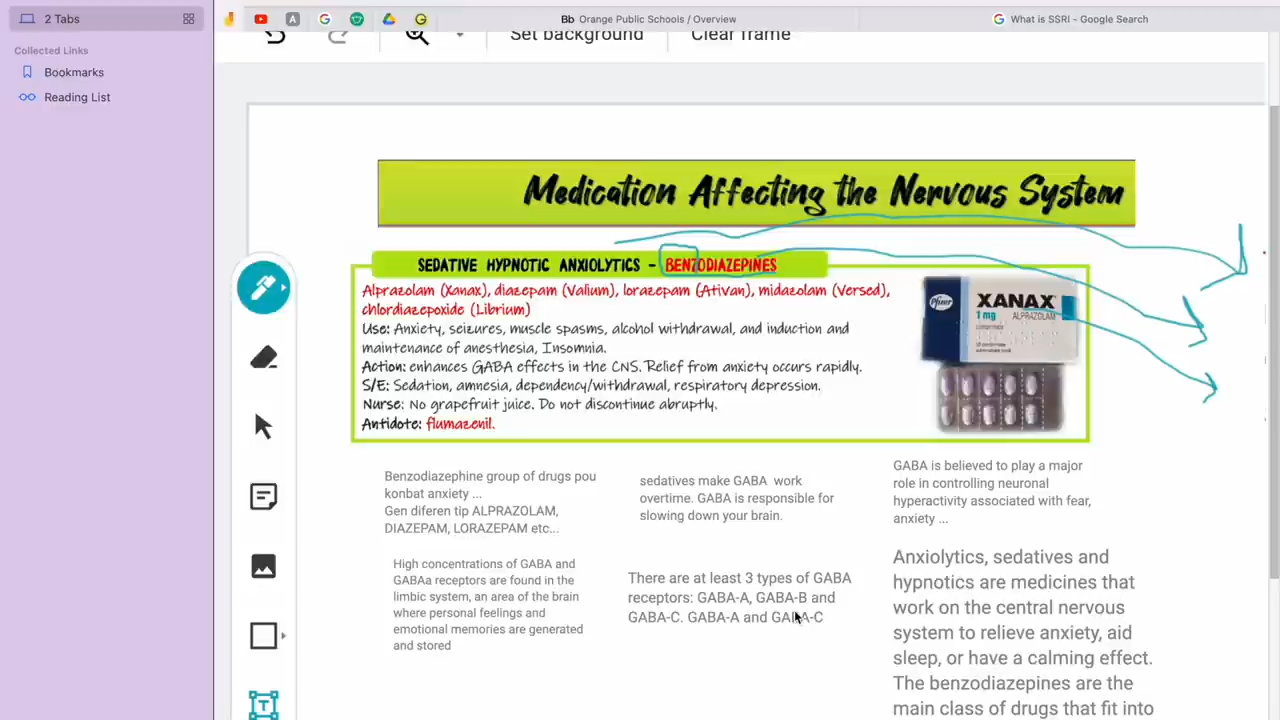 2 Tabs
Collected Links
Bookmarks
Reading List
A
G
Bb Orange Public Schools / Overview
G What is SSRI - Google Search
Set background
Clear frame
Medication Affecting the Nervous System
SEDATIVE HYPNOTIC ANXIOLYTICS - BENZODIAZEPINES
Alprazolam (Xanax), diazepam (Valium), lorazepam (Ativan), midazolam (Versed),
chlordiazepoxide (Librium)
Use: Anxiety, seizures, muscle spasms, alcohol withdrawal, and induction and
maintenance of anesthesia, Insomnia.
Action: enhances GABA effects in the CNS. Relief from anxiety occurs rapidly.
S/E: Sedation, amnesia, dependency/withdrawal, respiratory depression.
Nurse: No grapefruit juice. Do not discontinue abruptly.
Antidote: flumazenil.
Pfizer
XANAX
1 mg ALPRAZOLAM
Benzodiazephine group of drugs pou
konbat anxiety ...
Gen diferen tip ALPRAZOLAM,
DIAZEPAM, LORAZEPAM etc...
sedatives make GABA work
overtime. GABA is responsible for
slowing down your brain.
GABA is believed to play a major
role in controlling neuronal
hyperactivity associated with fear,
anxiety ...
High concentrations of GABA and
GABAa receptors are found in the
limbic system, an area of the brain
where personal feelings and
emotional memories are generated
and stored
There are at least 3 types of GABA
receptors: GABA-A, GABA-B and
GABA-C. GABA-A and GABA-C
Anxiolytics, sedatives and
hypnotics are medicines that
work on the central nervous
system to relieve anxiety, aid
sleep, or have a calming effect.
The benzodiazepines are the
main class of drugs that fit into
T